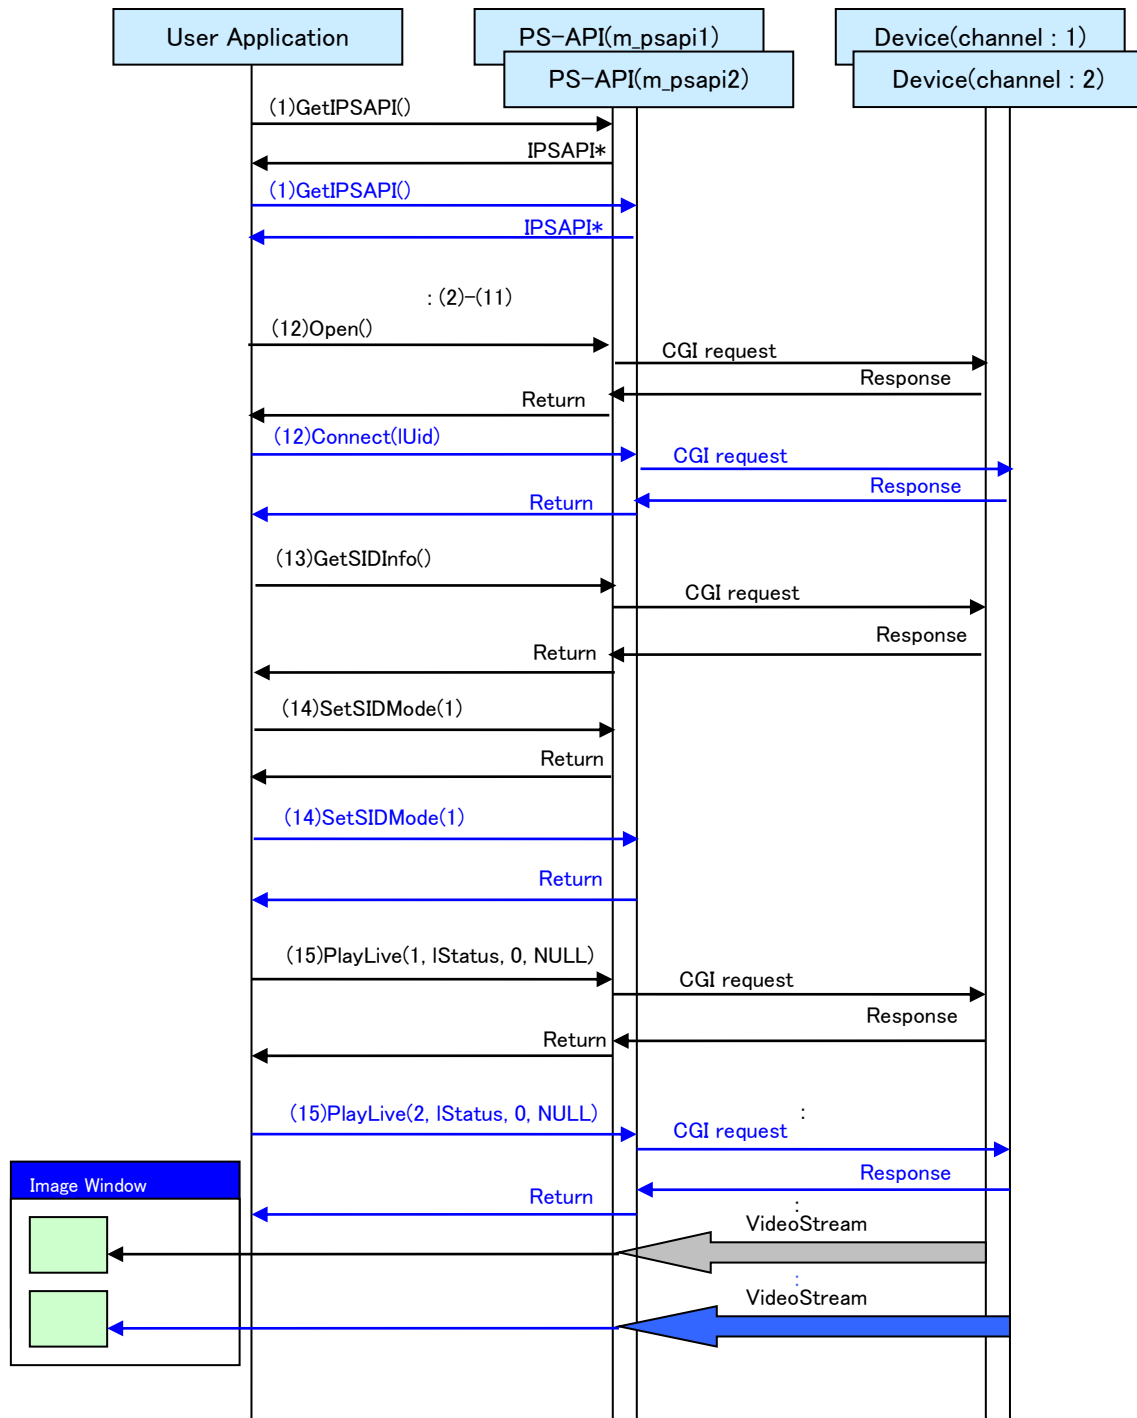 User Application
PS-API(m_psapi1)
Device(channel : 1)
PS-API(m_psapi2)
Device(channel : 2)
(1)GetIPSAPI()
IPSAPI*
(1)GetIPSAPI()
IPSAPI*
: (2)-(11)
(12)Open()
CGI request
Response
Return
(12)Connect(lUid)
CGI request
Response
Return
(13)GetSIDInfo()
CGI request
Response
Return
(14)SetSIDMode(1)
Return
(14)SetSIDMode(1)
Return
(15)PlayLive(1, lStatus, 0, NULL)
CGI request
Response
Return
(15)PlayLive(2, lStatus, 0, NULL)
:
CGI request
Response
Image Window
Return
:
VideoStream
:
VideoStream